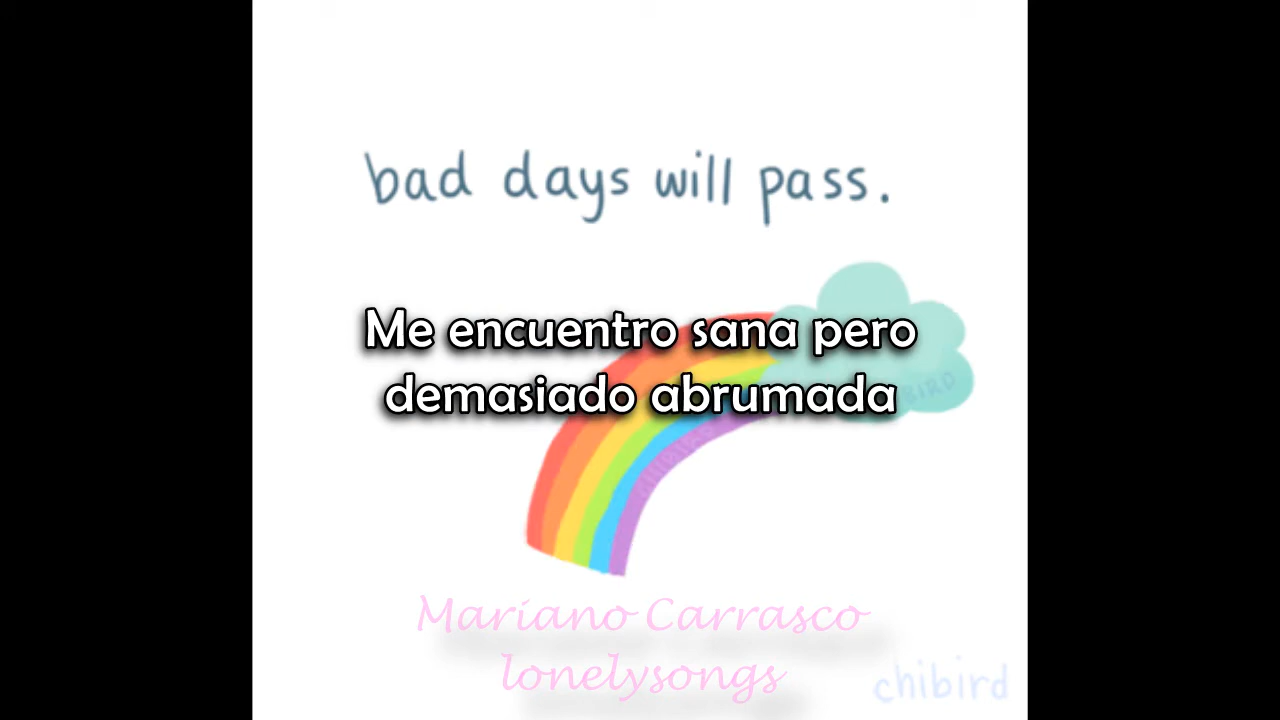 bad days will pass.
Me encuentro sana pero
demasiado abrumada
Mariano Carrasco
lonelysongs
chibird